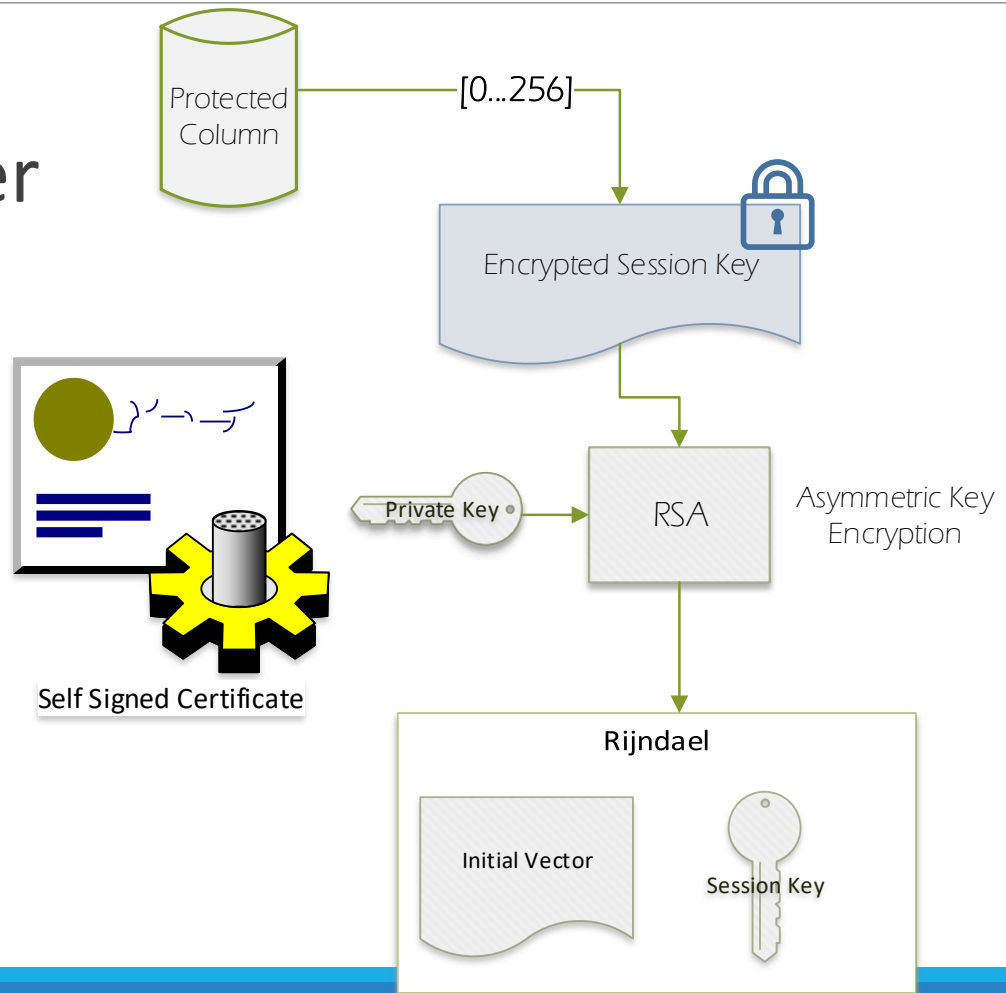 Protected
Column
[0...256]
er
Encrypted Session Key
Private Key
RSA
Asymmetric Key
Encryption
Self Signed Certificate
Rijndael
Initial Vector
Session Key